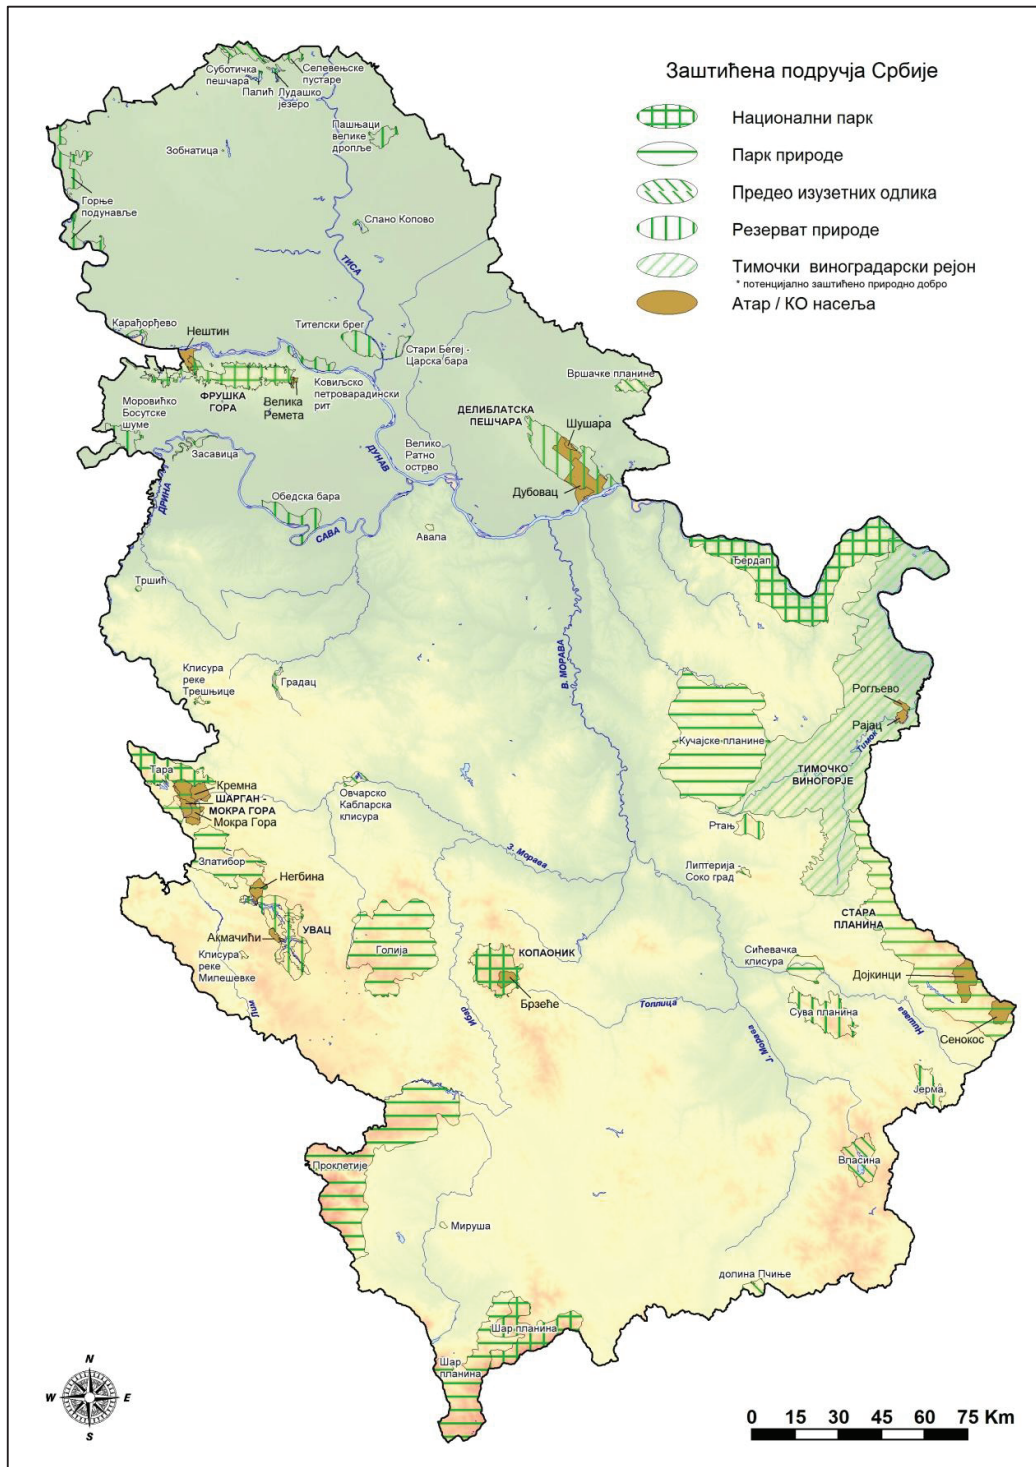 Заштићена подручја Србије
Национални парк
Парк природе
Предео изузетних одлика
Резерват природе
Тимочки виноградарски рејон
* потенцијално заштићено природно добро
Атар / КО насеља
Суботичка
пешчара
Палић
Лудашко
језеро
Селевењске
пустаре
Пашњаци
велике
дропље
Зобнатица
Горње
подунавље
Слано Копово
ТИСА
Карађорђево
Нештин
Тителски брег
Стари Бегеј -
Царска бара
Вршачке планине
ФРУШКА
ГОРА
Велика
Ремета
Ковиљско
петроварадински
рит
Моровићко
Босутске
шуме
ДЕЛИБЛАТСКА
ПЕШЧАРА
Шушара
Засавица
ДУНАВ
Велико
Ратно
острво
Дубовац
ДРИНА
Обедска бара
САВА
Авала
Ђердап
Тршић
В. МОРАВА
Клисура
реке
Трешњице
Градац
Рогљево
Рајац
Тимок
Кучајске планине
ТИМОЧКО
ВИНОГОРЈЕ
Тара
Кремна
ШАРГАН -
МОКРА ГОРА
Мокра Гора
Овчарско
Кабларска
клисура
Ртањ
З. Морава
Златибор
Липтерија -
Соко град
Негбина
УВАЦ
Акмачићи
Голија
КОПАОНИК
СТАРА
ПЛАНИНА
Клисура
реке
Милешевке
Сићевачка
клисура
Дојкинци
Брзеће
Лим
Ибар
Топлица
Сува планина
Нишава
Сенокос
Ј. Морава
Јерма
Власина
Проклетије
Мируша
долина Пчиње
Шар планина
Шар
планина
N
W
E
S
0 15 30 45 60 75 Km